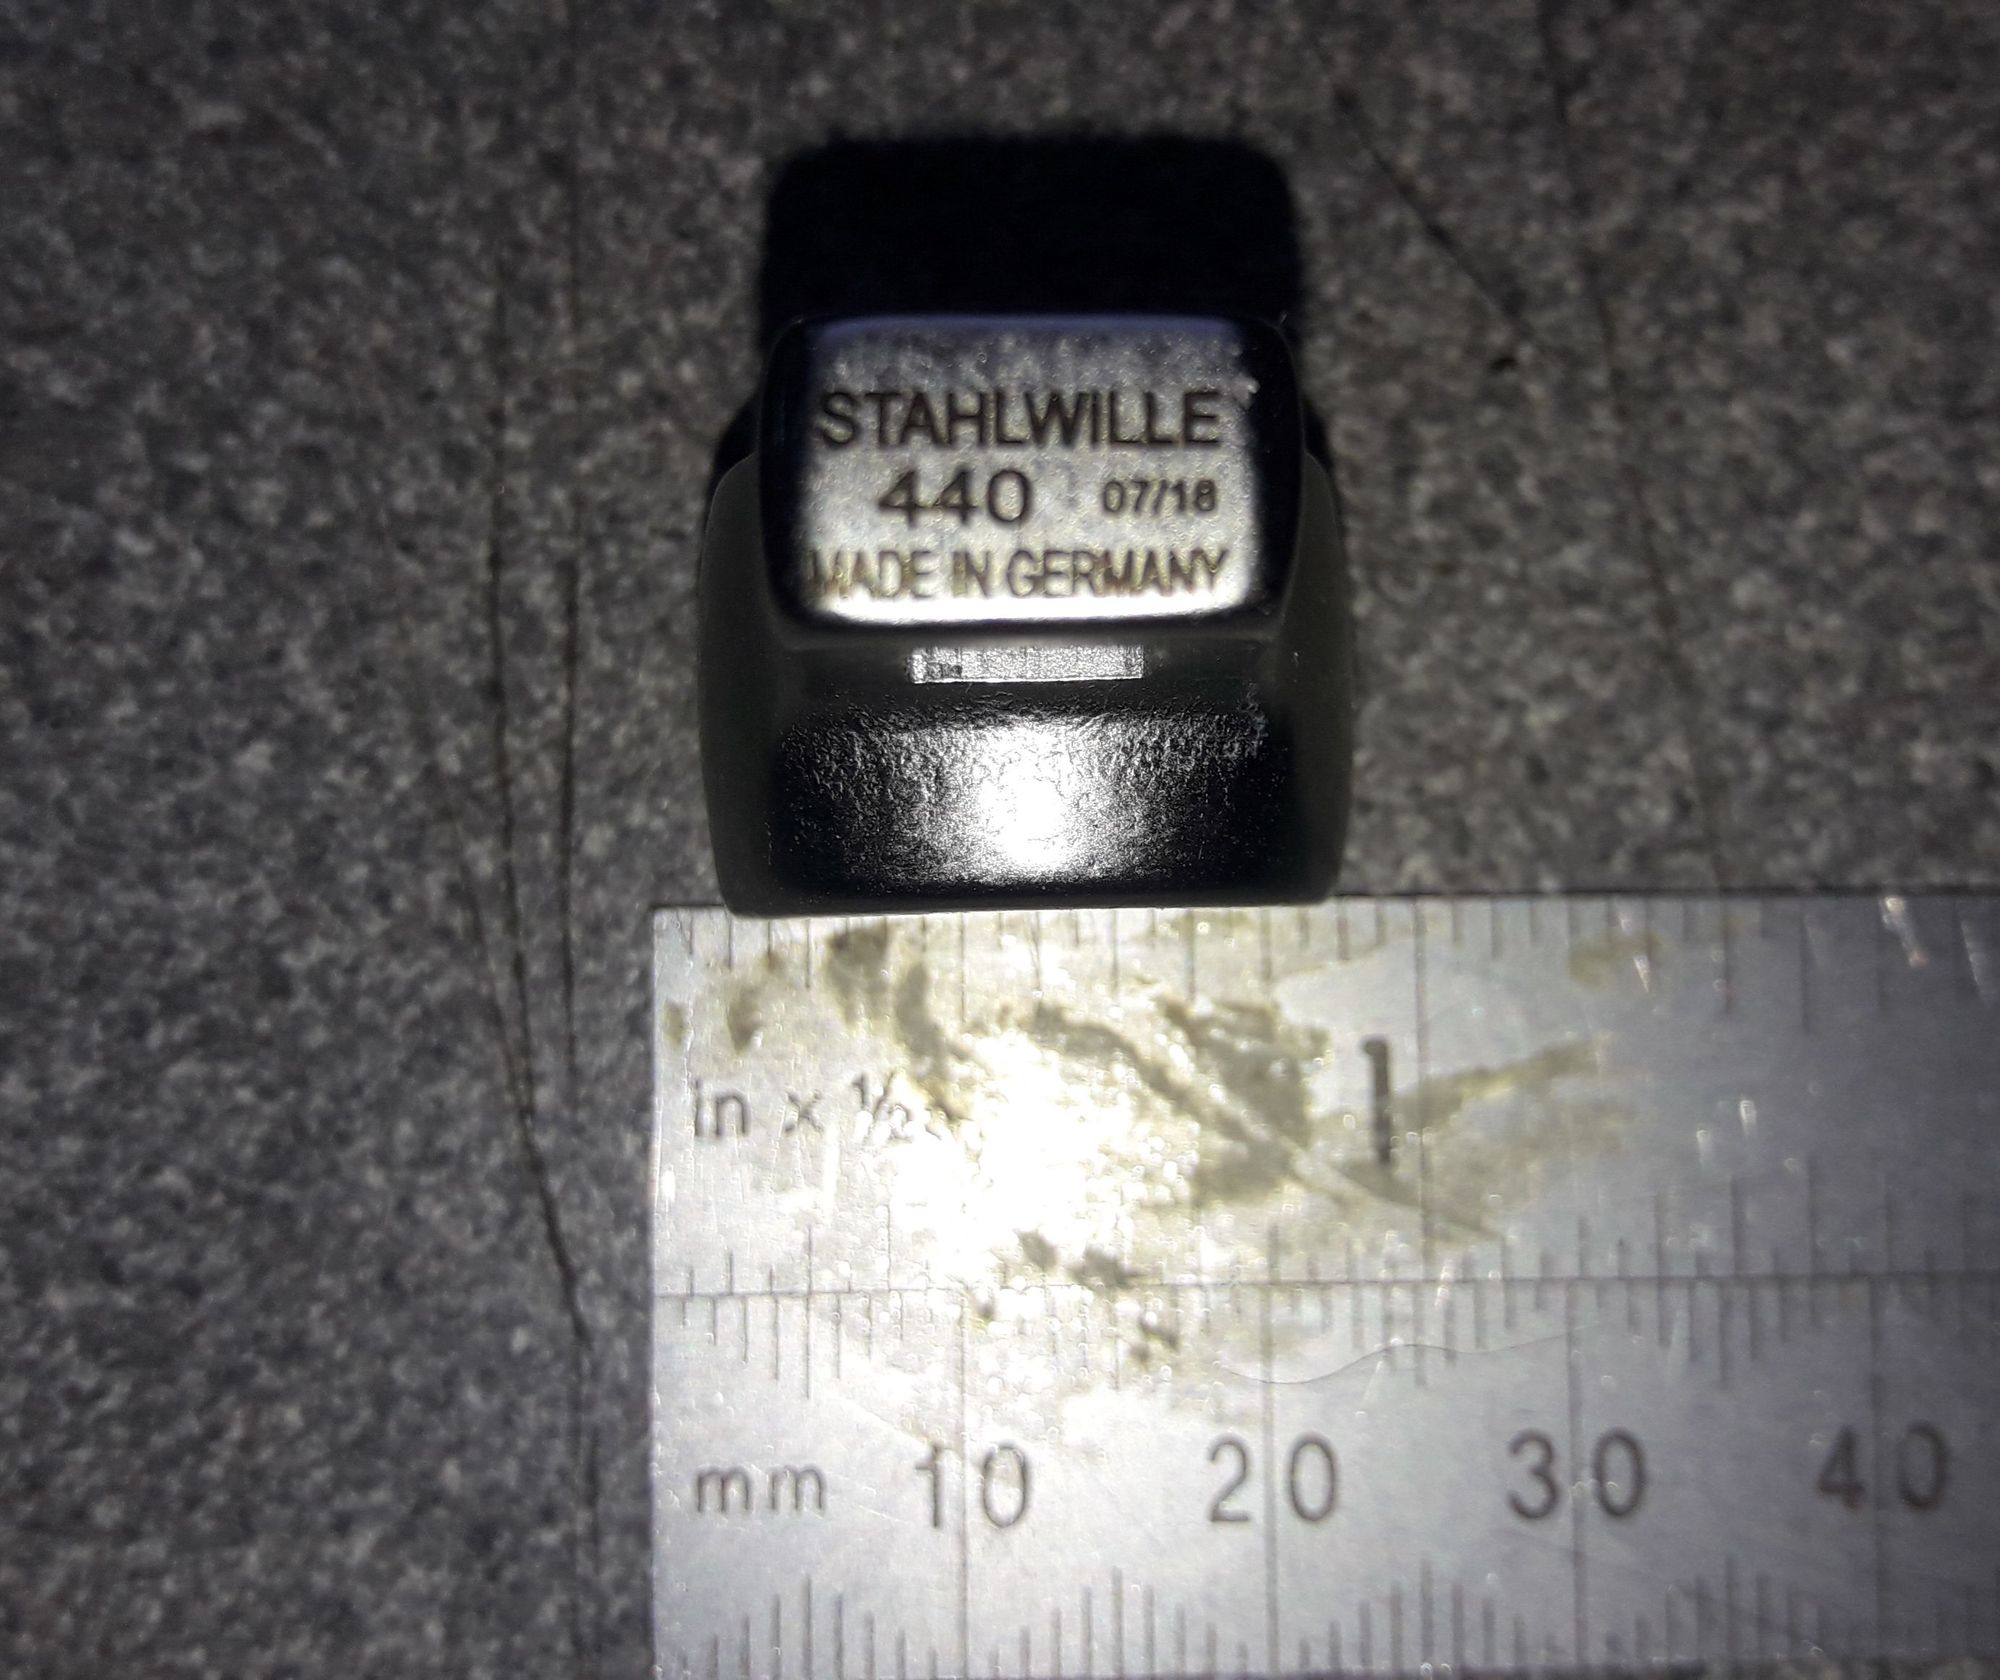 STAHLWILLE
440 07/18
MADE IN GERMANY
in x ½
1
mm 10 20 30 40